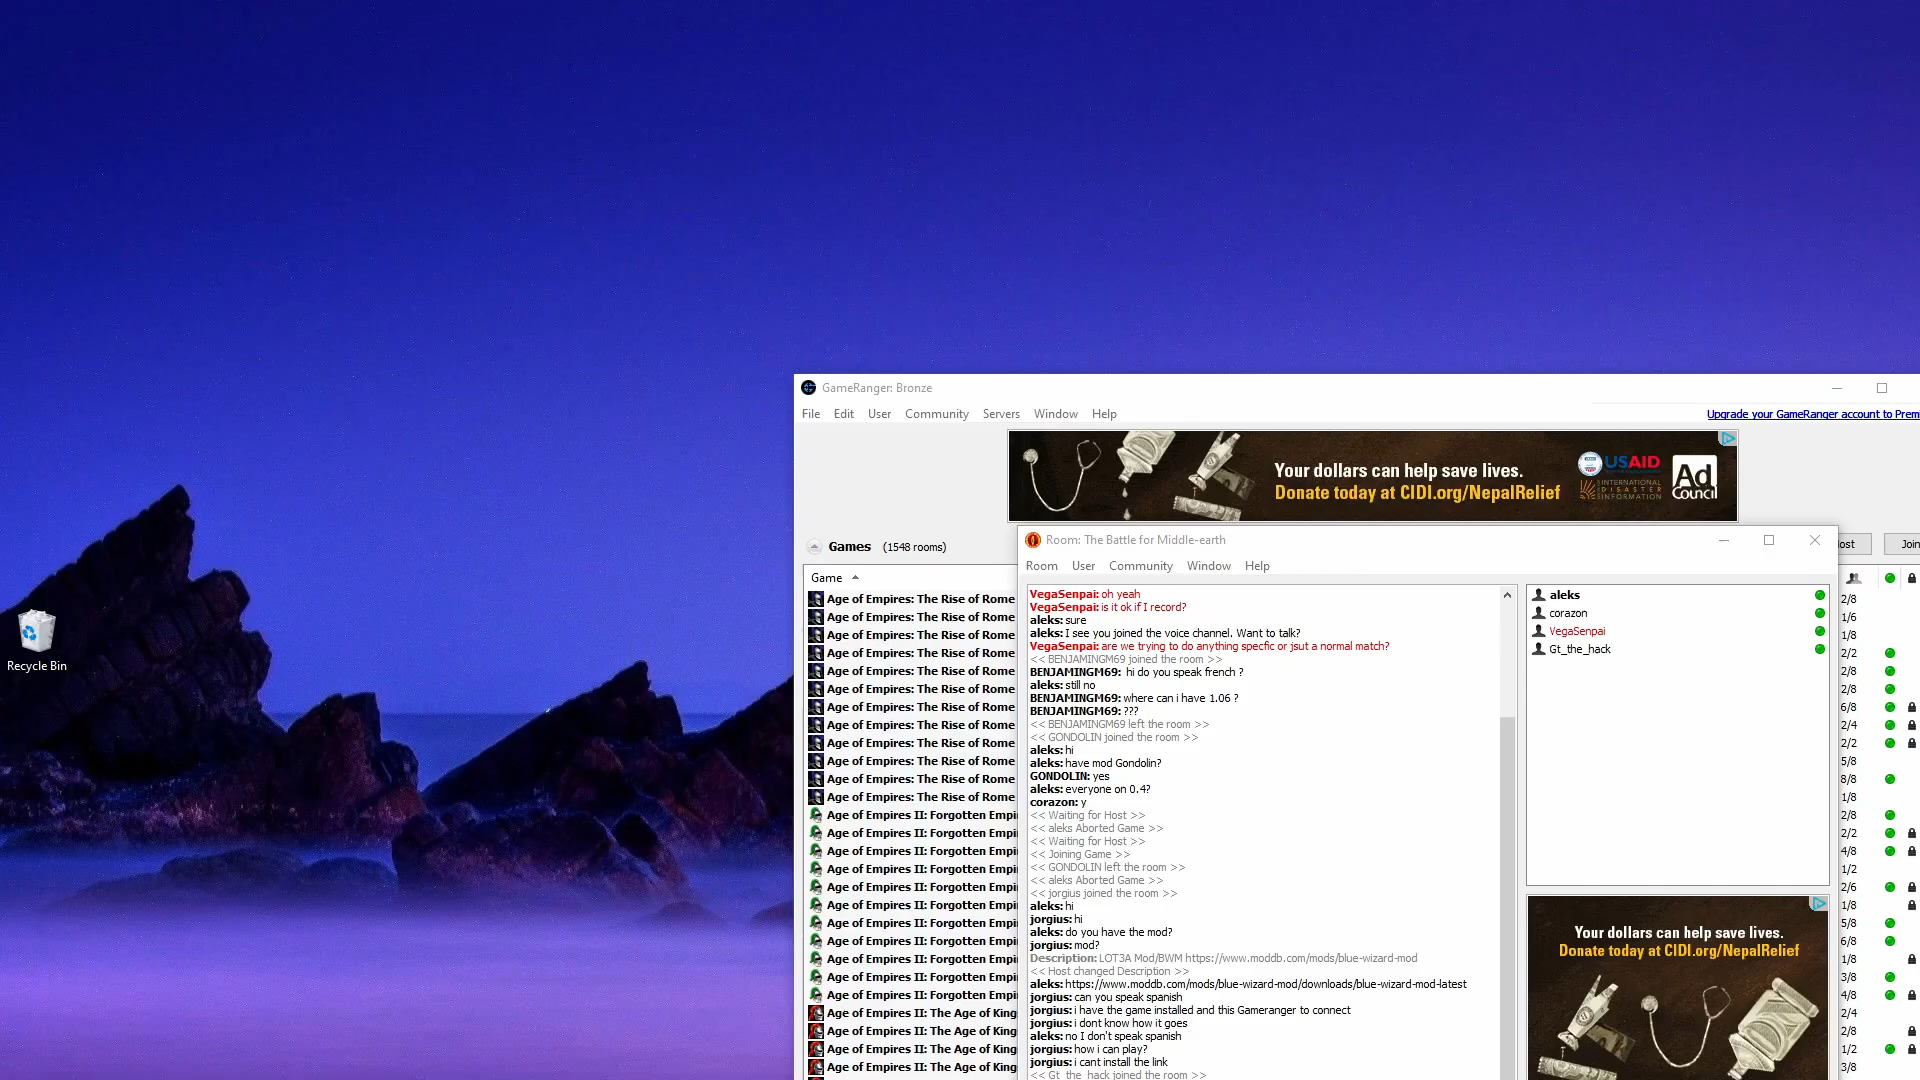 Recycle Bin
GameRanger: Bronze
File Edit User Community Servers Window Help
Upgrade your GameRanger account to Prem
Your dollars can help save lives.
Donate today at CIDI.org/NepalRelief
USAID
INTERNATIONAL
DISASTER
INFORMATION
Ad
Council
Games (1548 rooms)
Game
Age of Empires: The Rise of Rome
Age of Empires: The Rise of Rome
Age of Empires: The Rise of Rome
Age of Empires: The Rise of Rome
Age of Empires: The Rise of Rome
Age of Empires: The Rise of Rome
Age of Empires: The Rise of Rome
Age of Empires: The Rise of Rome
Age of Empires: The Rise of Rome
Age of Empires: The Rise of Rome
Age of Empires: The Rise of Rome
Age of Empires: The Rise of Rome
Age of Empires II: Forgotten Empi
Age of Empires II: Forgotten Empi
Age of Empires II: Forgotten Empi
Age of Empires II: Forgotten Empi
Age of Empires II: Forgotten Empi
Age of Empires II: Forgotten Empi
Age of Empires II: Forgotten Empi
Age of Empires II: Forgotten Empi
Age of Empires II: Forgotten Empi
Age of Empires II: Forgotten Empi
Age of Empires II: Forgotten Empi
Age of Empires II: The Age of King
Age of Empires II: The Age of King
Age of Empires II: The Age of King
Age of Empires II: The Age of King
Room: The Battle for Middle-earth
Room User Community Window Help
VegaSenpai: oh yeah
VegaSenpai: is it ok if I record?
aleks: sure
aleks: I see you joined the voice channel. Want to talk?
VegaSenpai: are we trying to do anything specfic or jsut a normal match?
<< BENJAMINGM69 joined the room >>
BENJAMINGM69: hi do you speak french ?
aleks: still no
BENJAMINGM69: where can i have 1.06 ?
BENJAMINGM69: ???
<< BENJAMINGM69 left the room >>
<< GONDOLIN joined the room >>
aleks: hi
aleks: have mod Gondolin?
GONDOLIN: yes
aleks: everyone on 0.4?
corazon: y
<< Waiting for Host >>
<< aleks Aborted Game >>
<< Waiting for Host >>
<< Joining Game >>
<< GONDOLIN left the room >>
<< aleks Aborted Game >>
<< jorgius joined the room >>
aleks: hi
jorgius: hi
aleks: do you have the mod?
jorgius: mod?
Description: LOT3A Mod/BWM https://www.moddb.com/mods/blue-wizard-mod
<< Host changed Description >>
aleks: https://www.moddb.com/mods/blue-wizard-mod/downloads/blue-wizard-mod-latest
jorgius: can you speak spanish
jorgius: i have the game installed and this Gameranger to connect
jorgius: i dont know how it goes
aleks: no I don't speak spanish
jorgius: how i can play?
jorgius: i cant install the link
<< Gt_the_hack joined the room >>
aleks
corazon
VegaSenpai
Gt_the_hack
Your dollars can help save lives.
Donate today at CIDI.org/NepalRelief
ost
Join
2/8
1/6
1/8
2/2
2/8
2/8
6/8
2/4
2/2
5/8
8/8
1/8
2/8
2/2
4/8
1/2
2/6
1/8
5/8
6/8
1/8
3/8
4/8
2/4
2/8
1/2
3/8